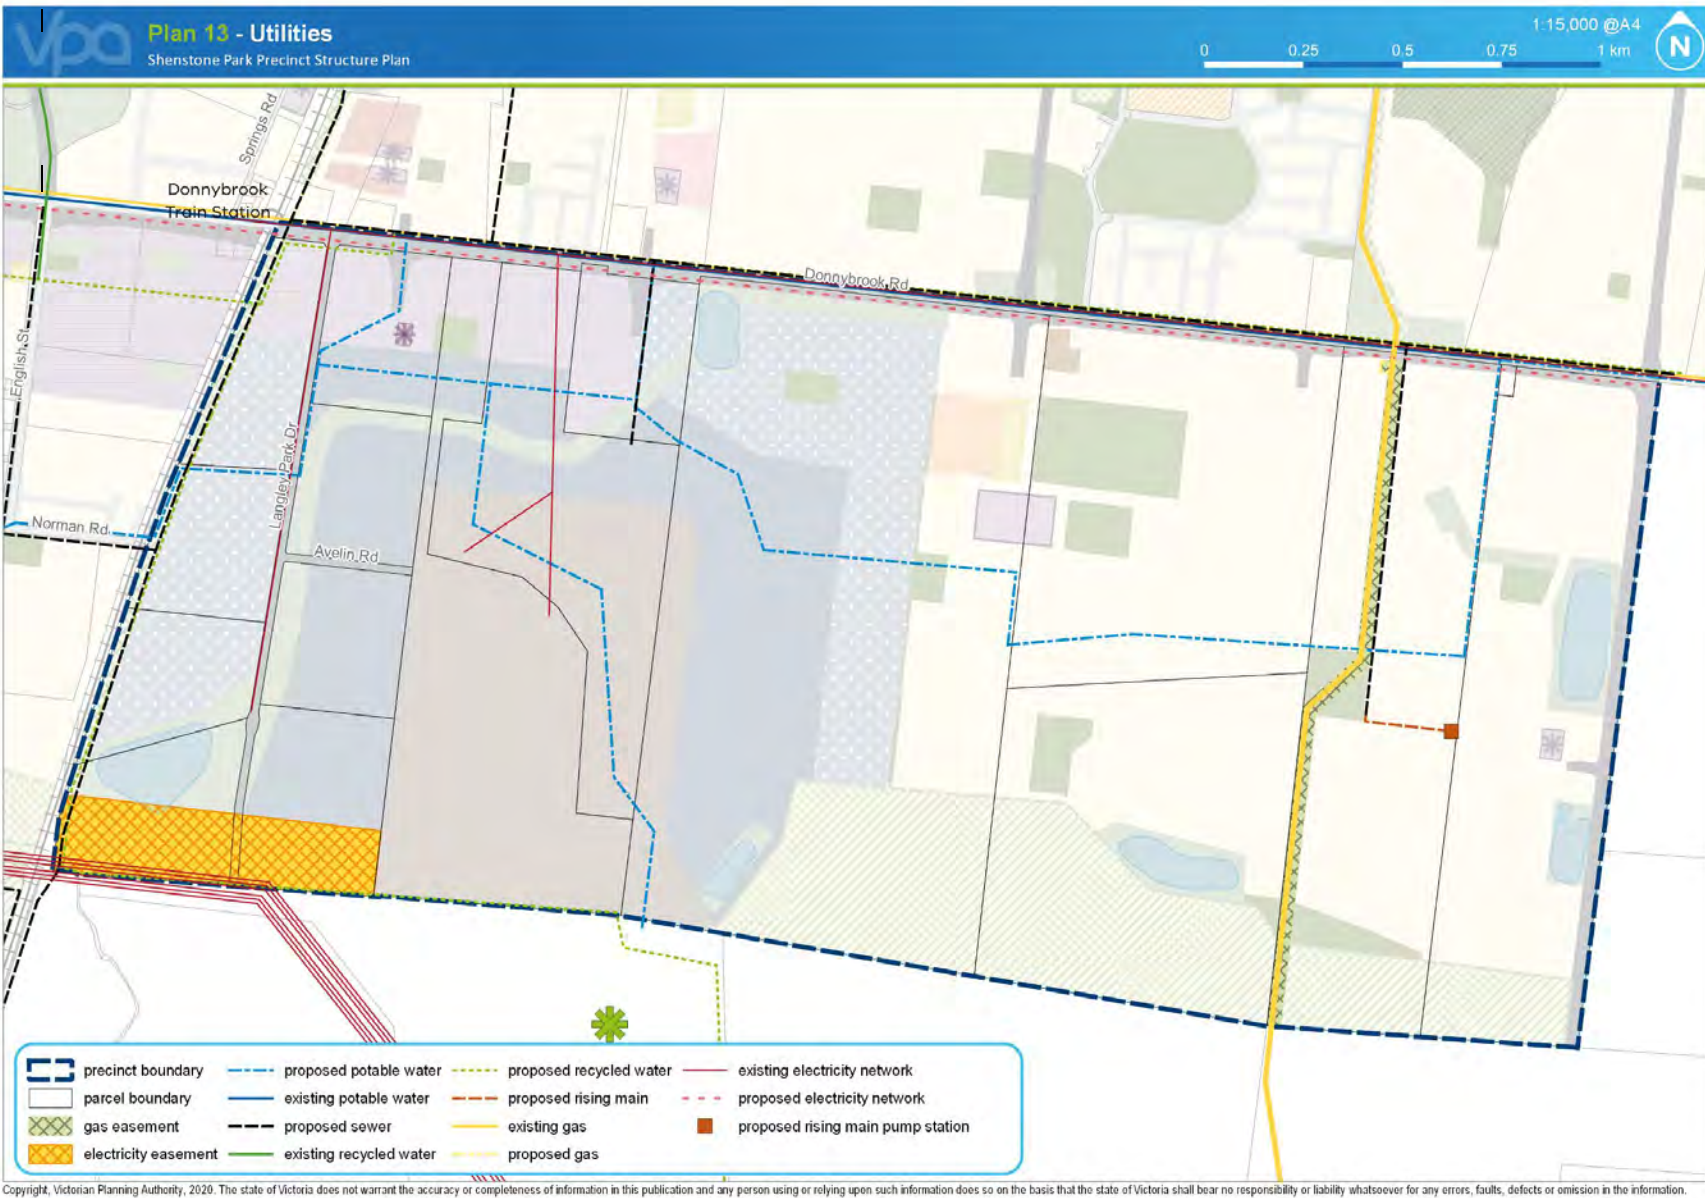 vpa
Plan 13 - Utilities
Shenstone Park Precinct Structure Plan
1:15,000 @A4
0 0.25 0.5 0.75 1 km
N
Springs Rd
Donnybrook
Train Station
Donnybrook Rd
English St
Langley Park Dr
Norman Rd
Avelin Rd
precinct boundary
parcel boundary
gas easement
electricity easement
proposed potable water
existing potable water
proposed sewer
existing recycled water
proposed recycled water
proposed rising main
existing gas
proposed gas
existing electricity network
proposed electricity network
proposed rising main pump station
Copyright, Victorian Planning Authority, 2020. The state of Victoria does not warrant the accuracy or completeness of information in this publication and any person using or relying upon such information does so on the basis that the state of Victoria shall bear no responsibility or liability whatsoever for any errors, faults, defects or omission in the information.